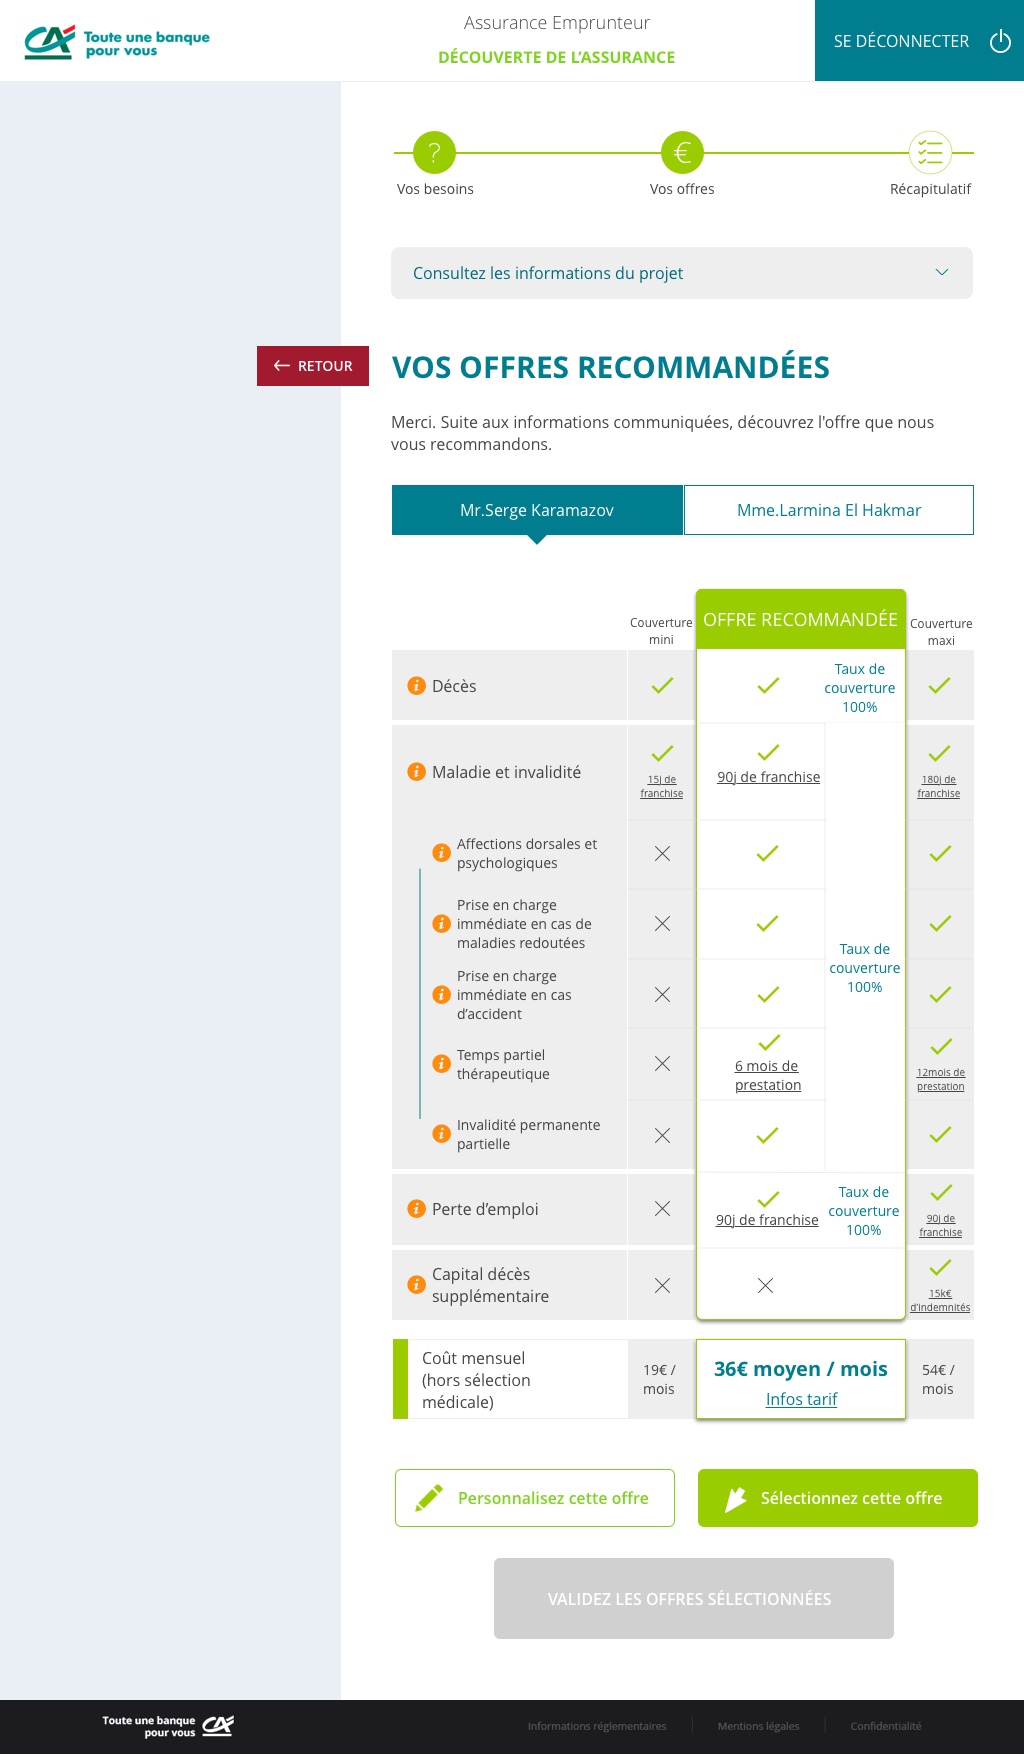 Toute une banque
pour vous
Assurance Emprunteur
DÉCOUVERTE DE L'ASSURANCE
SE DÉCONNECTER
?
€
Vos besoins
Vos offres
Récapitulatif
Consultez les informations du projet
RETOUR
VOS OFFRES RECOMMANDÉES
Merci. Suite aux informations communiquées, découvrez l'offre que nous
vous recommandons.
Mr.Serge Karamazov
Mme.Larmina El Hakmar
Couverture
mini
OFFRE RECOMMANDÉE
Couverture
maxi
i Décès
Taux de
couverture
100%
i Maladie et invalidité
15j de
franchise
90j de franchise
180j de
franchise
i Affections dorsales et
psychologiques
i Prise en charge
immédiate en cas de
maladies redoutées
Taux de
couverture
100%
i Prise en charge
immédiate en cas
d'accident
i Temps partiel
thérapeutique
6 mois de
prestation
12mois de
prestation
i Invalidité permanente
partielle
i Perte d'emploi
90j de franchise
Taux de
couverture
100%
90j de
franchise
i Capital décès
supplémentaire
15k€
d'indemnités
Coût mensuel
(hors sélection
médicale)
19€ /
mois
36€ moyen / mois
Infos tarif
54€ /
mois
Personnalisez cette offre
Sélectionnez cette offre
VALIDEZ LES OFFRES SÉLECTIONNÉES
Toute une banque
pour vous
Informations réglementaires
Mentions légales
Confidentialité